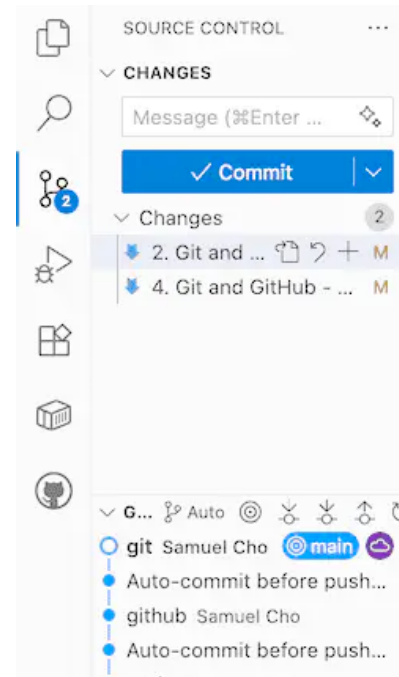 SOURCE CONTROL ...
CHANGES
Message (⌘Enter ...
Commit
Changes 2
2
2. Git and ... M
4. Git and GitHub - ... M
G... Auto
git Samuel Cho main
Auto-commit before push...
github Samuel Cho
Auto-commit before push...